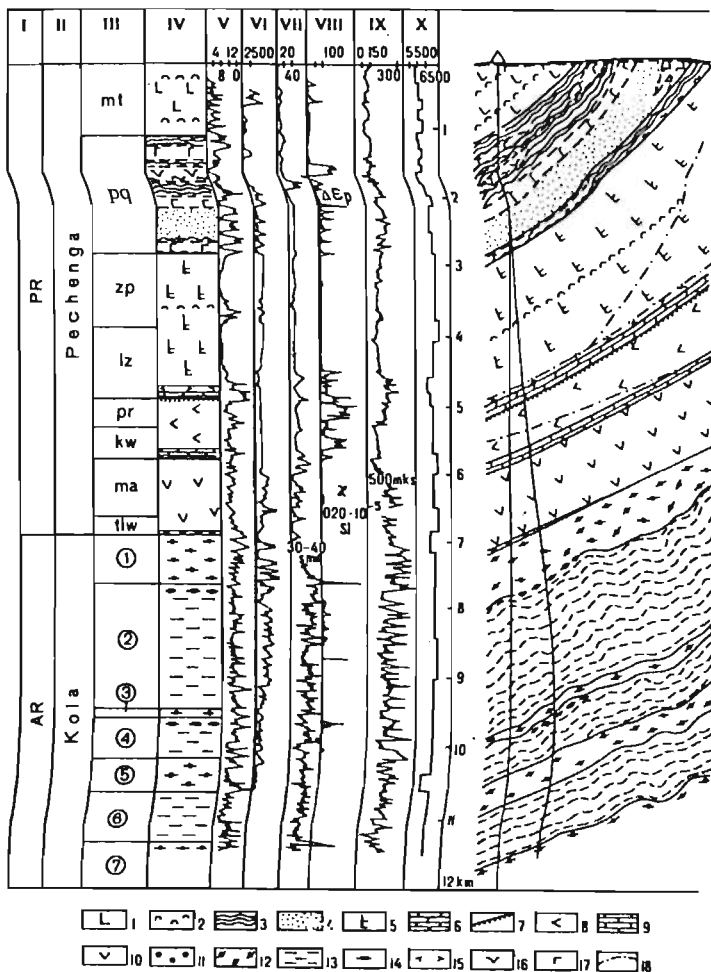 I II III IV V VI VII VIII IX X
4 12 2500 20 100 0 150 5500
8 0 40 300 6500
mt
1
pq
ΔEp
2
3
zp
4
lz
pr
5
kw
6
ma
500mks
ϰ
020·10
-5
SI
tlw
7
30-40
①
8
②
9
③
④
10
⑤
⑥
11
⑦
12 km
PR
Pechenga
AR
Kola
1 2 3 4 5 6 7 8 9
10 11 12 13 14 15 16 17 18